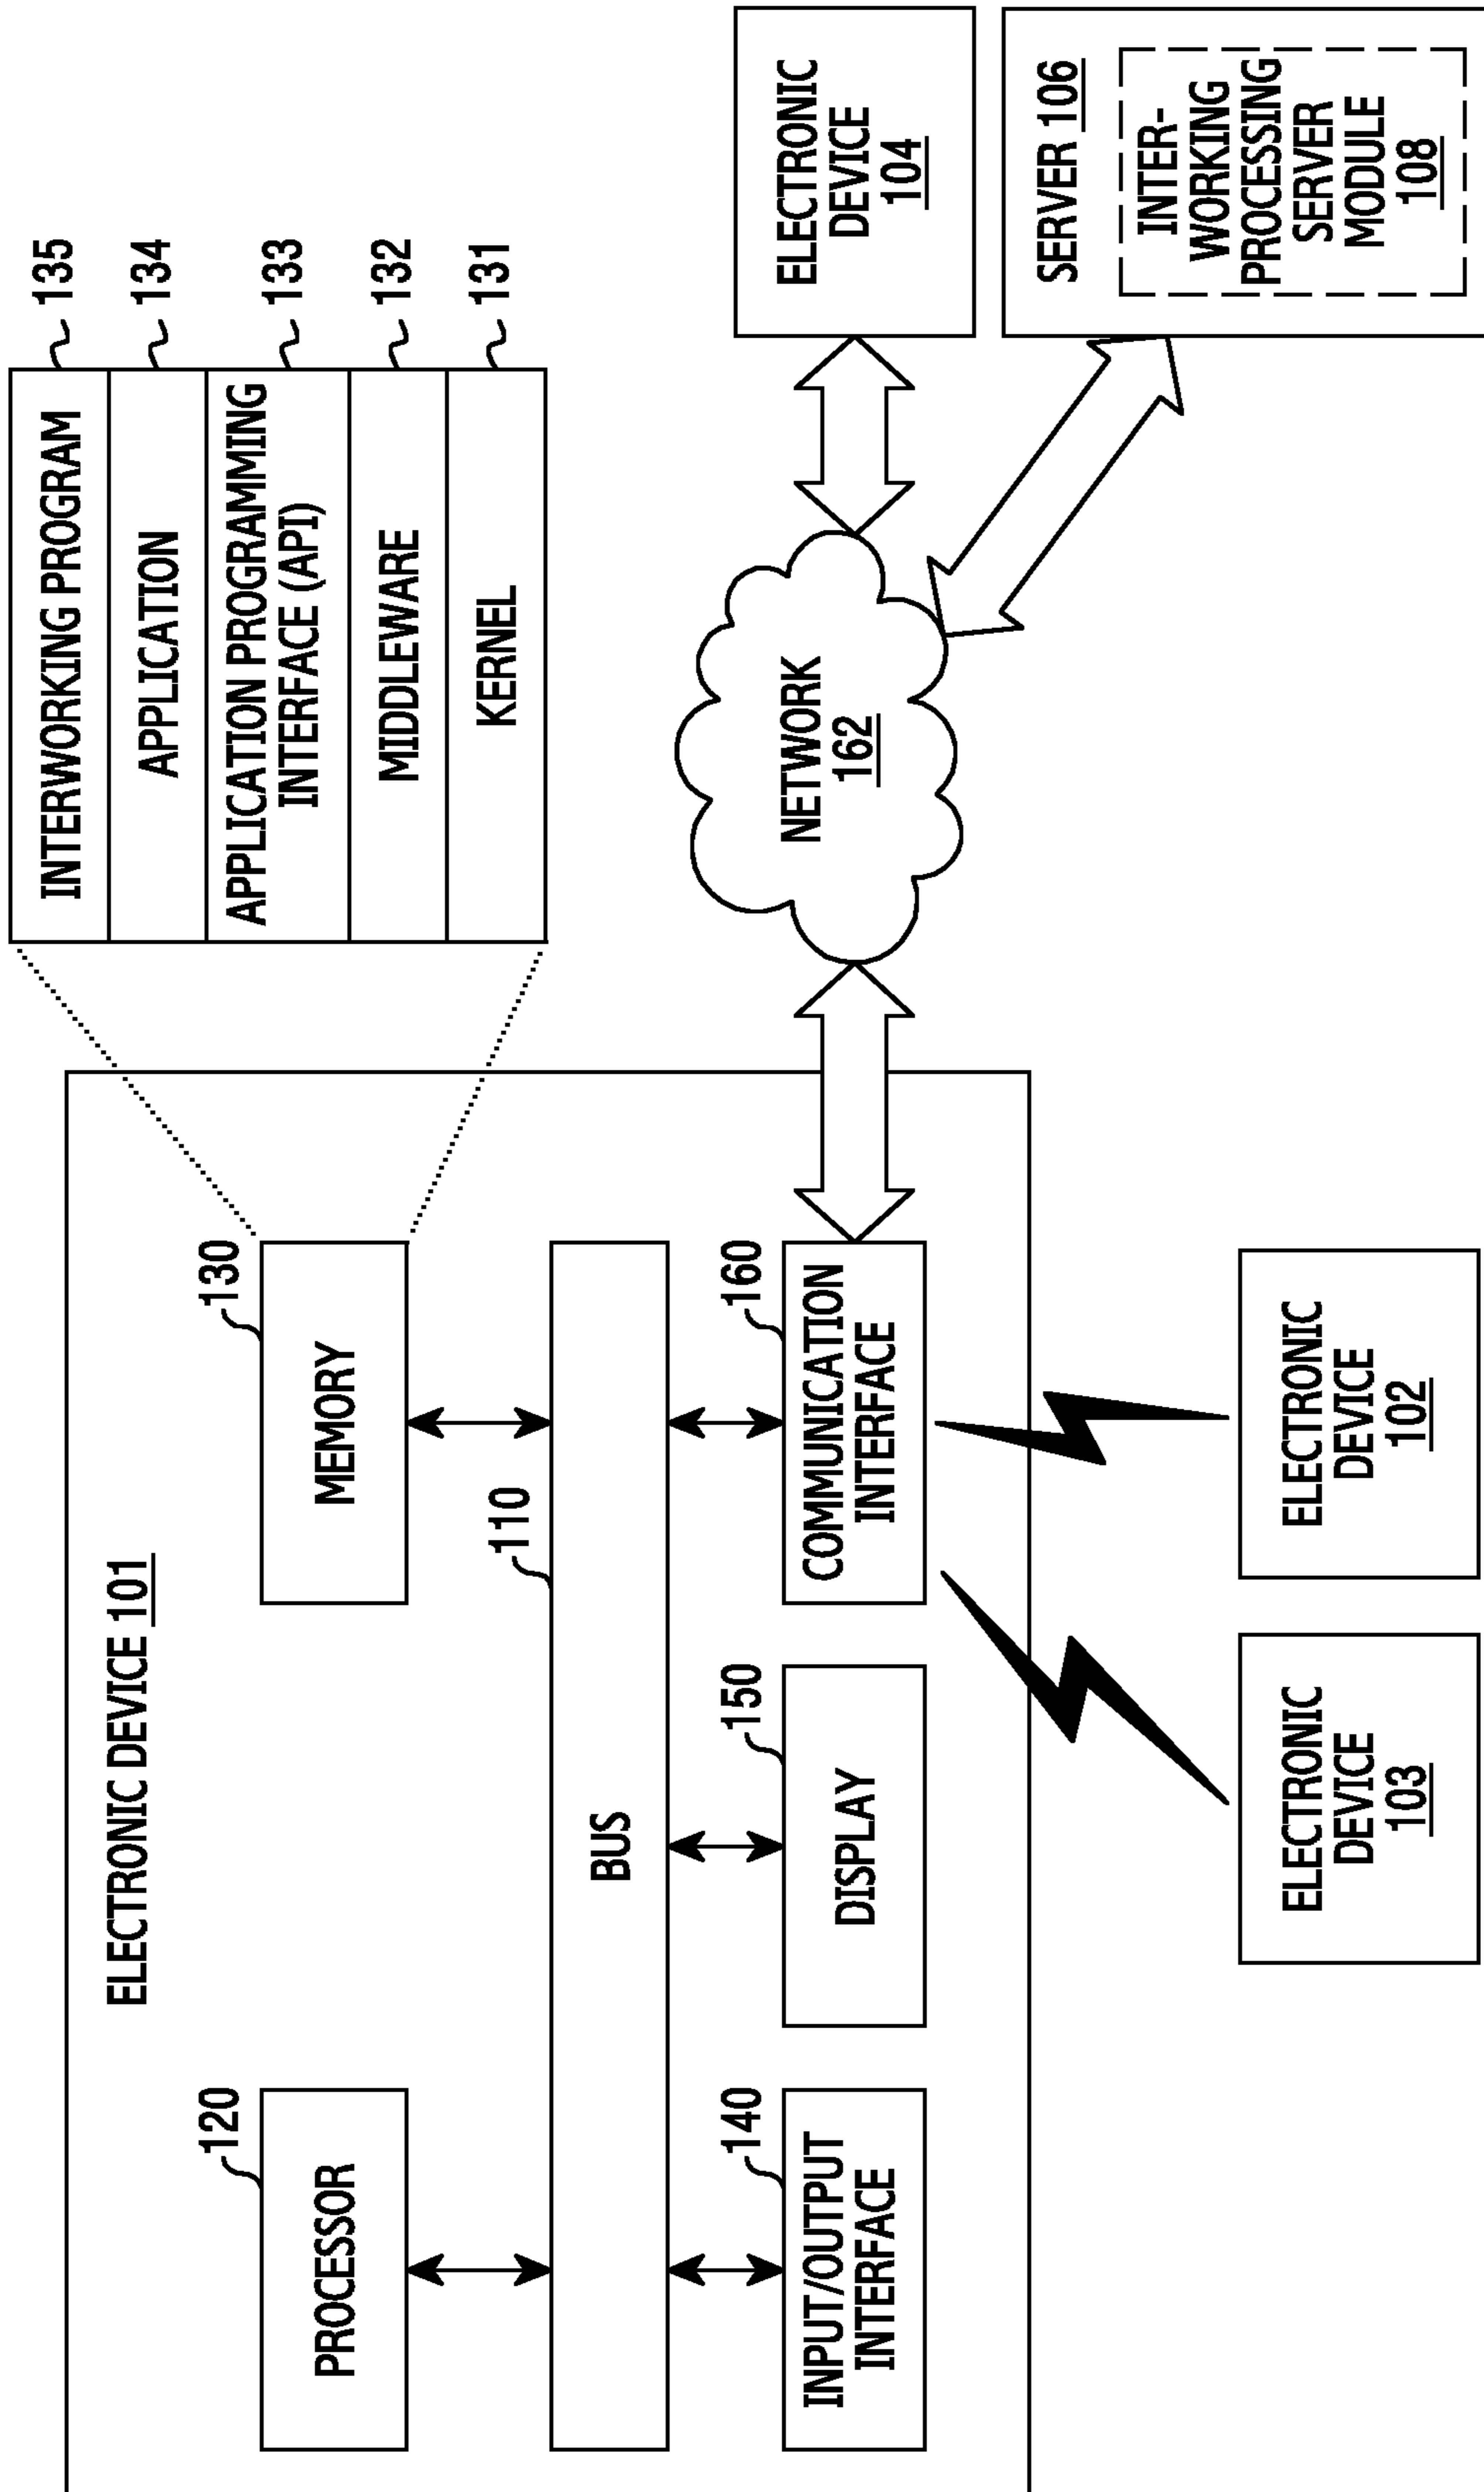 ELECTRONIC DEVICE 101
PROCESSOR
120
MEMORY
130
BUS
110
INPUT/OUTPUT
INTERFACE
140
DISPLAY
150
COMMUNICATION
INTERFACE
160
INTERWORKING PROGRAM
135
APPLICATION
134
APPLICATION PROGRAMING
INTERFACE (API)
133
MIDDLEWARE
132
KERNEL
131
NETWORK
162
ELECTRONIC
DEVICE
104
SERVER 106
INTER-
WORKING
PROCESSING
SERVER
MODULE
108
ELECTRONIC
DEVICE
103
ELECTRONIC
DEVICE
102